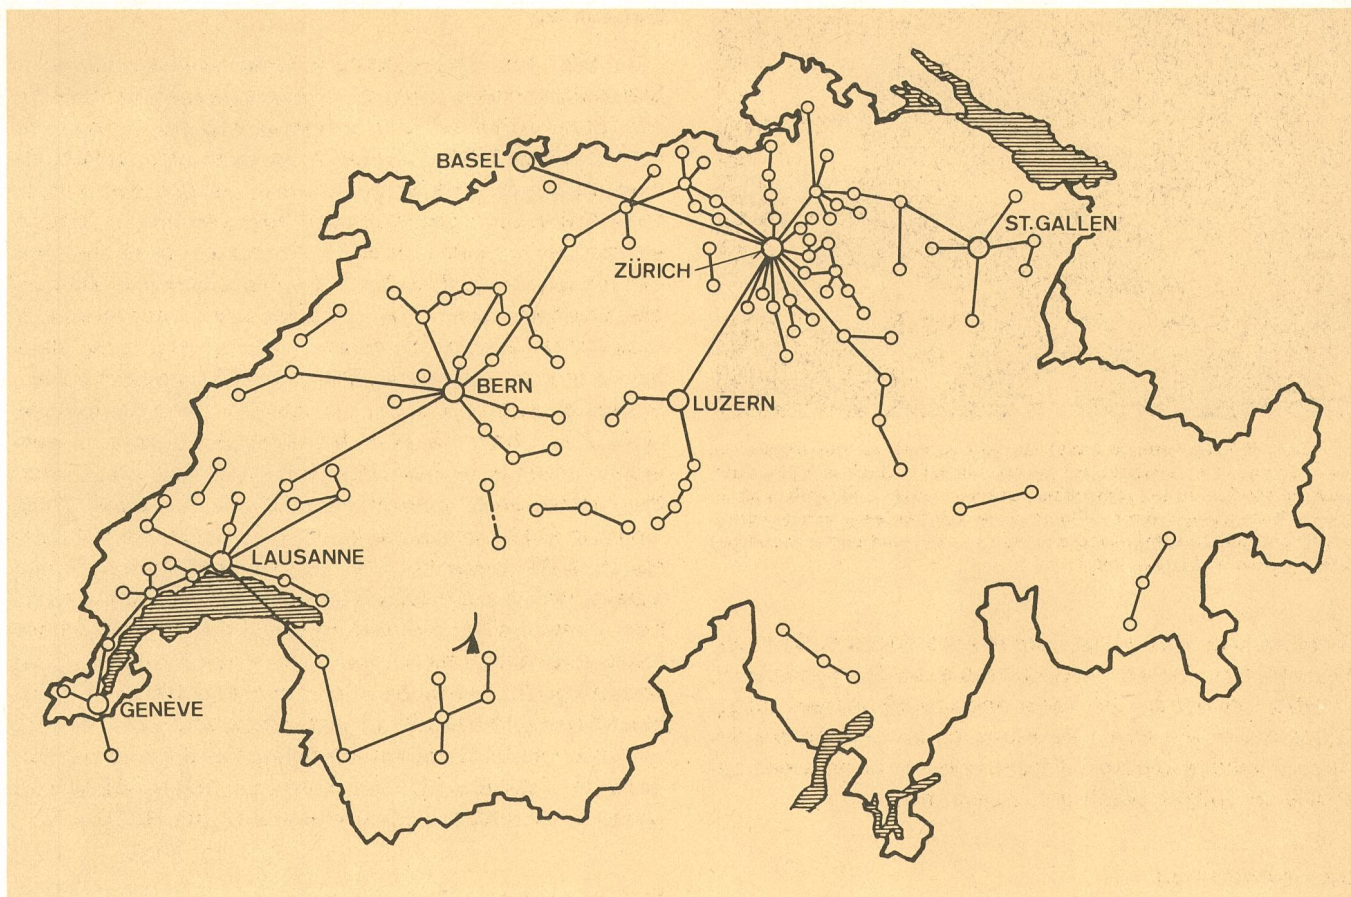 BASEL
ST.GALLEN
ZÜRICH
BERN
LUZERN
LAUSANNE
GENÈVE